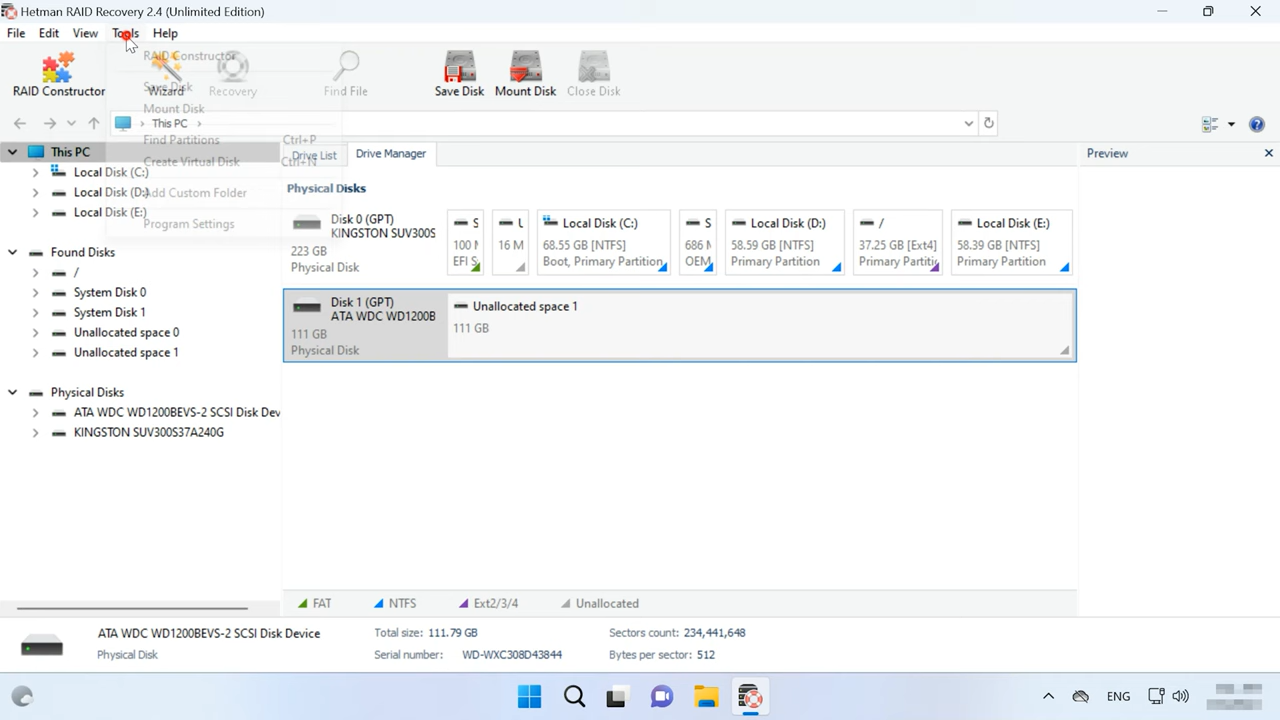 Hetman RAID Recovery 2.4 (Unlimited Edition)
File Edit View Tools Help
RAID Constructor
Wizard
Recovery
Find File
Save Disk
Mount Disk
Close Disk
RAID Constructor
Save Disk
Mount Disk
Find Partitions Ctrl+P
Create Virtual Disk Ctrl+N
Add Custom Folder
Program Settings
This PC
This PC
Local Disk (C:)
Local Disk (D:)
Local Disk (E:)
Found Disks
/
System Disk 0
System Disk 1
Unallocated space 0
Unallocated space 1
Physical Disks
ATA WDC WD1200BEVS-2 SCSI Disk Dev
KINGSTON SUV300S37A240G
Drive List
Drive Manager
Preview
Physical Disks
Disk 0 (GPT)
KINGSTON SUV300S
223 GB
Physical Disk
S
100 M
EFI S
U
16 M
Local Disk (C:)
68.55 GB [NTFS]
Boot, Primary Partition
S
686 M
OEM,
Local Disk (D:)
58.59 GB [NTFS]
Primary Partition
/
37.25 GB [Ext4]
Primary Partitic
Local Disk (E:)
58.39 GB [NTFS]
Primary Partition
Disk 1 (GPT)
ATA WDC WD1200B
111 GB
Physical Disk
Unallocated space 1
111 GB
FAT NTFS Ext2/3/4 Unallocated
ATA WDC WD1200BEVS-2 SCSI Disk Device
Physical Disk
Total size: 111.79 GB
Serial number: WD-WXC308D43844
Sectors count: 234,441,648
Bytes per sector: 512
ENG